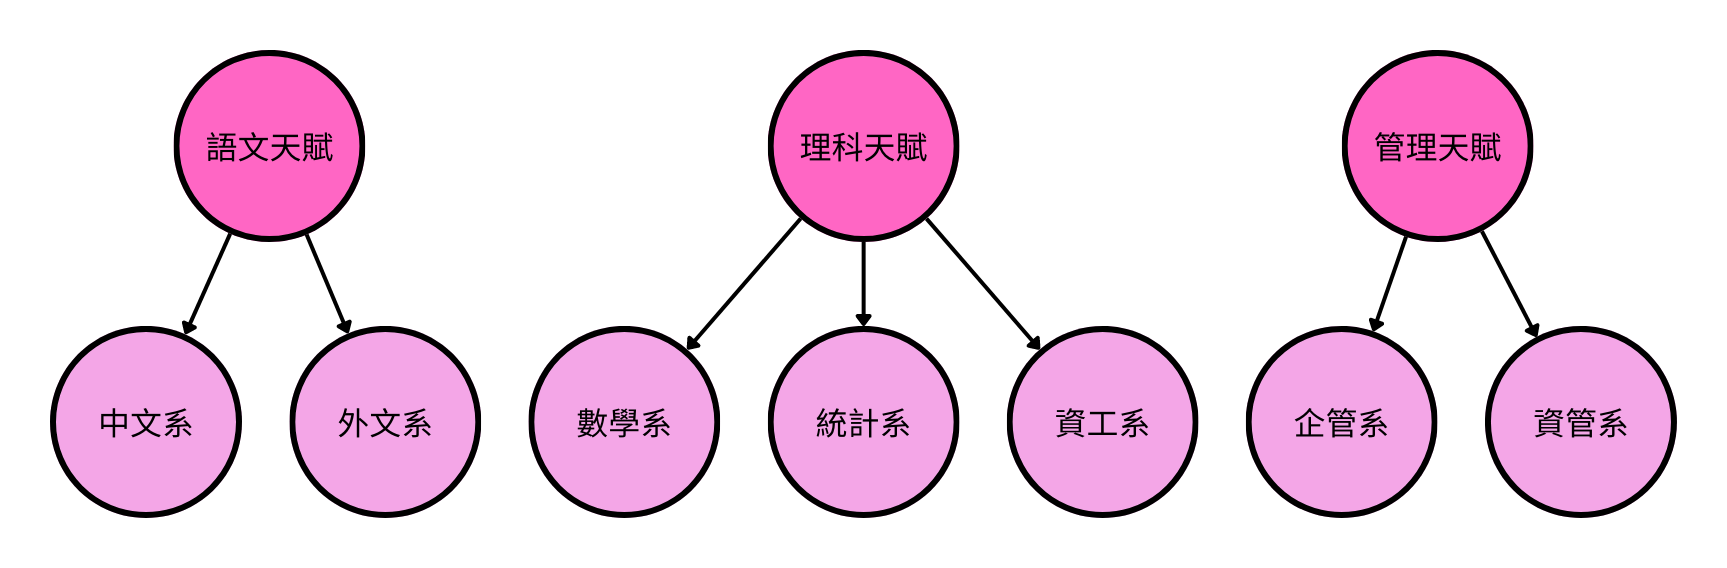 語文天賦
理科天賦
管理天賦
中文系
外文系
數學系
統計系
資工系
企管系
資管系